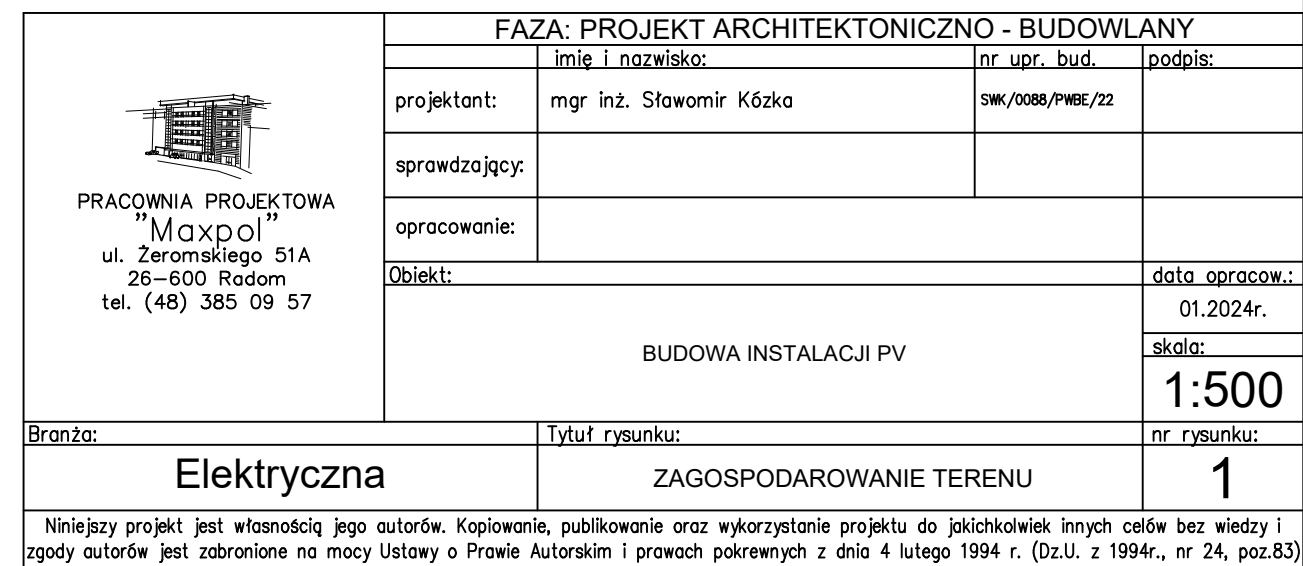 FAZA: PROJEKT ARCHITEKTONICZNO - BUDOWLANY
imię i nazwisko: nr upr. bud. podpis:
projektant: mgr inż. Sławomir Kózka SWK/0088/PWBE/22
sprawdzający:
opracowanie:
PRACOWNIA PROJEKTOWA
"Maxpol"
ul. Żeromskiego 51A
26-600 Radom
tel. (48) 385 09 57
Obiekt: data opracow.:
01.2024r.
BUDOWA INSTALACJI PV
skala:
1:500
Branża: Tytuł rysunku: nr rysunku:
Elektryczna ZAGOSPODAROWANIE TERENU 1
Niniejszy projekt jest własnością jego autorów. Kopiowanie, publikowanie oraz wykorzystanie projektu do jakichkolwiek innych celów bez wiedzy i
zgody autorów jest zabronione na mocy Ustawy o Prawie Autorskim i prawach pokrewnych z dnia 4 lutego 1994 r. (Dz.U. z 1994r., nr 24, poz.83)